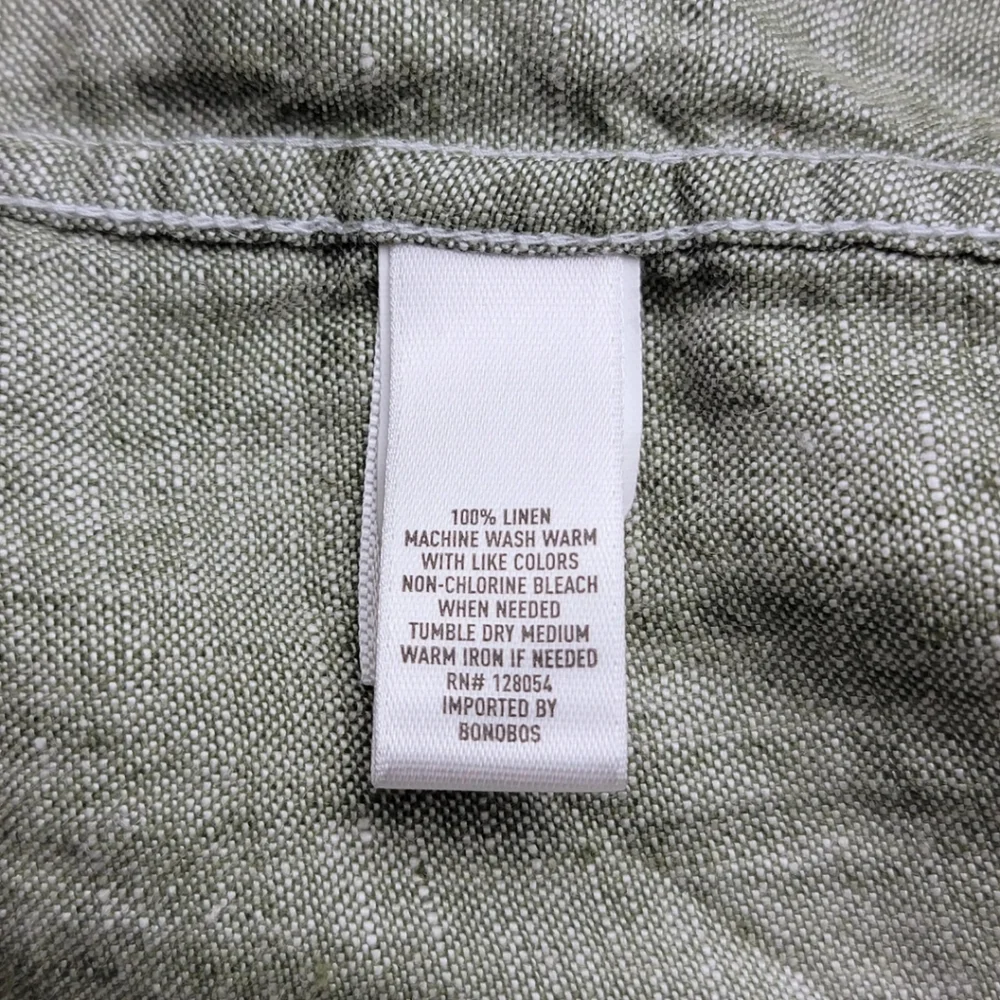 100% LINEN
MACHINE WASH WARM
WITH LIKE COLORS
NON-CHLORINE BLEACH
WHEN NEEDED
TUMBLE DRY MEDIUM
WARM IRON IF NEEDED
RN# 128054
IMPORTED BY
BONOBOS